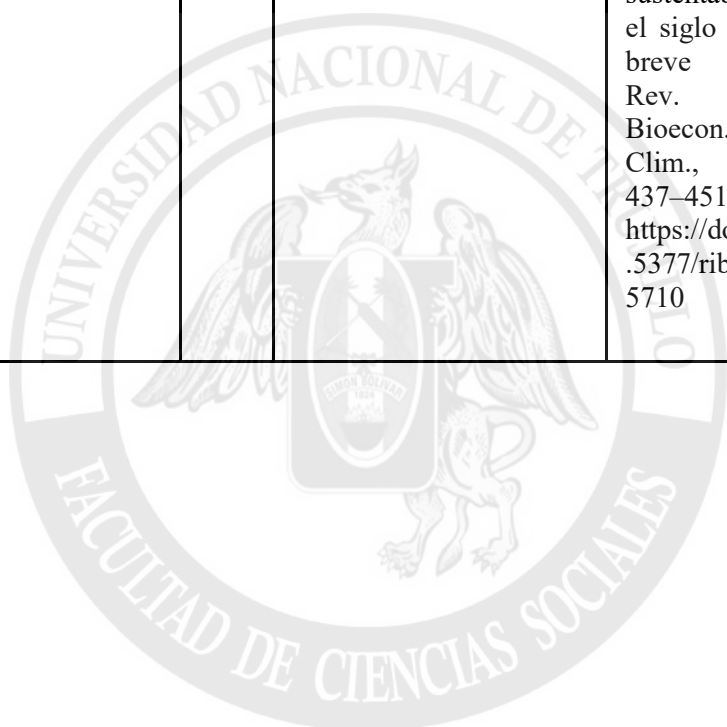 el siglo
breve
Rev.
Bioecon.
Clim.,
437–451
https://do
.5377/rib
5710
UNIVERSIDAD NACIONAL DE TRUJILLO
SIMON BOLIVAR
1824
FACULTAD DE CIENCIAS SOCIALES